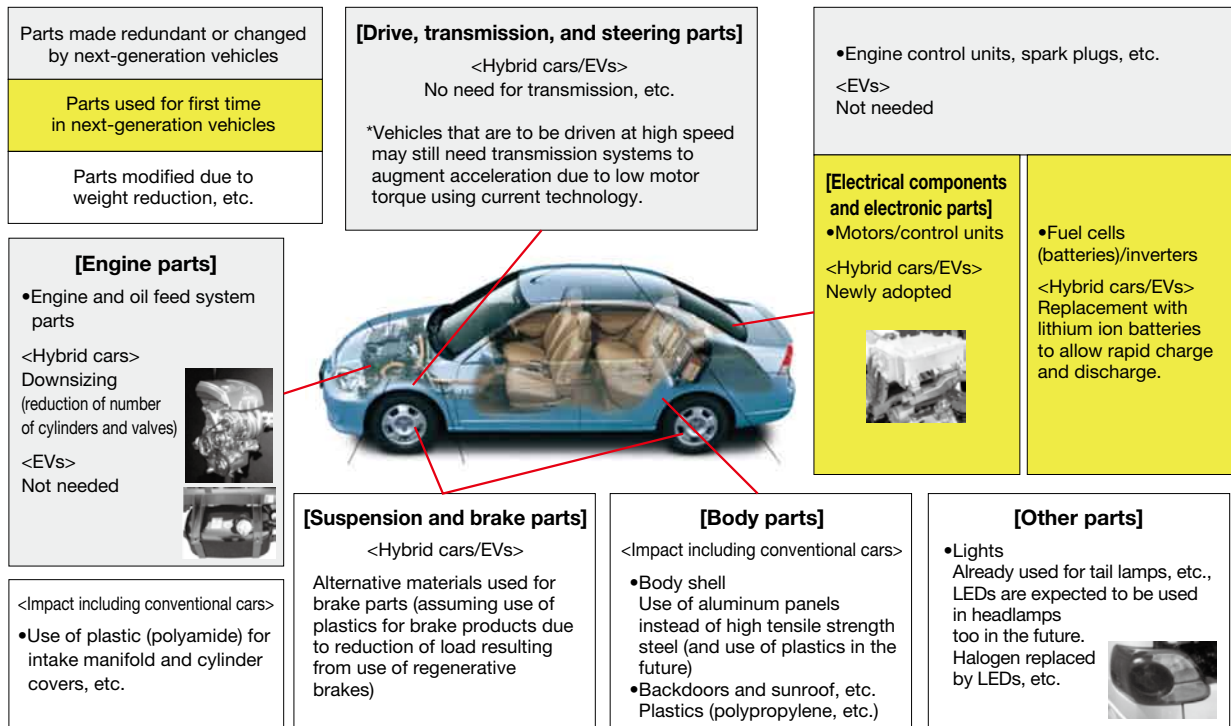 Parts made redundant or changed
by next-generation vehicles
Parts used for first time
in next-generation vehicles
Parts modified due to
weight reduction, etc.
[Drive, transmission, and steering parts]
<Hybrid cars/EVs>
No need for transmission, etc.
*Vehicles that are to be driven at high speed
may still need transmission systems to
augment acceleration due to low motor
torque using current technology.
•Engine control units, spark plugs, etc.
<EVs>
Not needed
[Electrical components
and electronic parts]
•Motors/control units
<Hybrid cars/EVs>
Newly adopted
•Fuel cells
(batteries)/inverters
<Hybrid cars/EVs>
Replacement with
lithium ion batteries
to allow rapid charge
and discharge.
[Engine parts]
•Engine and oil feed system
parts
<Hybrid cars>
Downsizing
(reduction of number
of cylinders and valves)
<EVs>
Not needed
<Impact including conventional cars>
•Use of plastic (polyamide) for
intake manifold and cylinder
covers, etc.
[Suspension and brake parts]
<Hybrid cars/EVs>
Alternative materials used for
brake parts (assuming use of
plastics for brake products due
to reduction of load resulting
from use of regenerative
brakes)
[Body parts]
<Impact including conventional cars>
•Body shell
Use of aluminum panels
instead of high tensile strength
steel (and use of plastics in the
future)
•Backdoors and sunroof, etc.
Plastics (polypropylene, etc.)
[Other parts]
•Lights
Already used for tail lamps, etc.,
LEDs are expected to be used
in headlamps
too in the future.
Halogen replaced
by LEDs, etc.